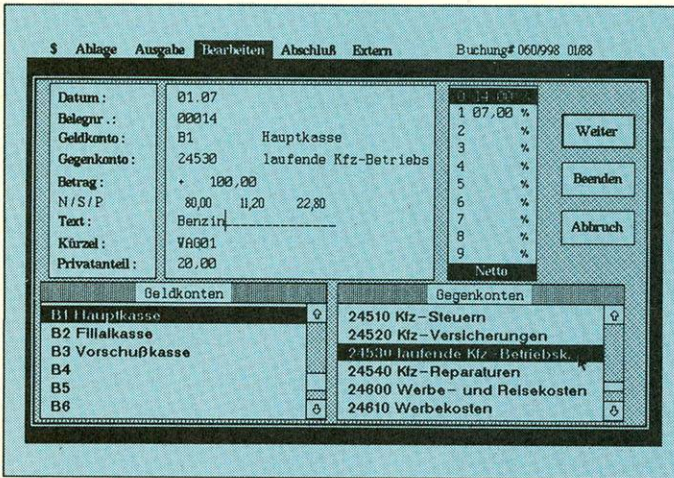 $ Ablage Ausgabe Bearbeiten Abschluß Extern Buchung# 060/998 01/88
Datum : 01.07
Belegnr .: 00014
Geldkonto : B1 Hauptkasse
Gegenkonto : 24530 laufende Kfz-Betriebs
Betrag : + 100,00
N/S/P 80,00 11,20 22,80
Text : Benzin
Kürzel : VAG01
Privatanteil : 20,00
0 14,00 %
1 07,00 %
2 %
3 %
4 %
5 %
6 %
7 %
8 %
9 %
Netto
Weiter
Beenden
Abbruch
Geldkonten
B1 Hauptkasse
B2 Filialkasse
B3 Vorschußkasse
B4
B5
B6
Gegenkonten
24510 Kfz-Steuern
24520 Kfz-Versicherungen
24530 laufende Kfz-Betriebsk.
24540 Kfz-Reparaturen
24600 Werbe- und Reisekosten
24610 Werbekosten